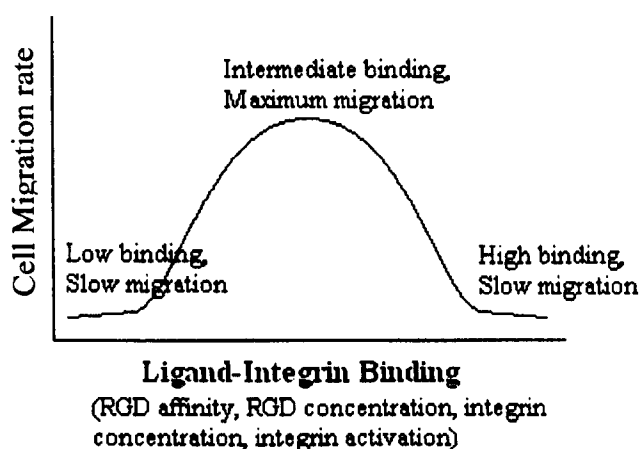 Cell Migration rate
Intermediate binding,
Maximum migration
Low binding,
Slow migration
High binding,
Slow migration
Ligand-Integrin Binding
(RGD affinity, RGD concentration, integrin
concentration, integrin activation)